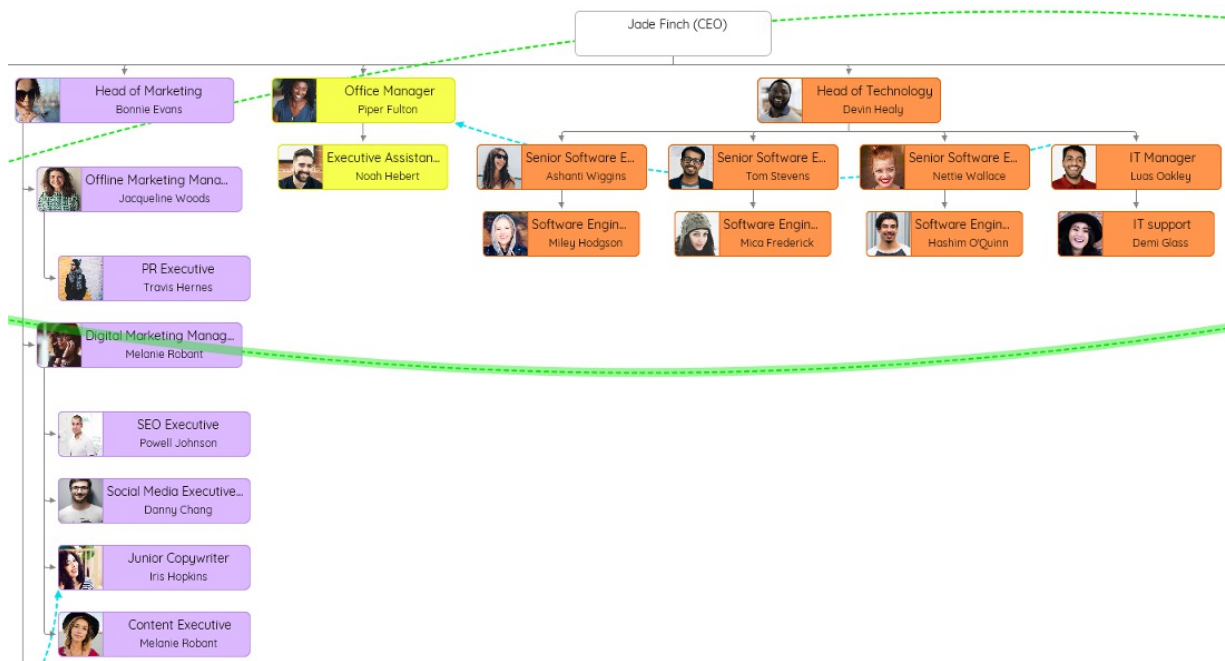 Jade Finch (CEO)
Head of Marketing
Bonnie Evans
Office Manager
Piper Fulton
Head of Technology
Devin Healy
Executive Assistan...
Noah Hebert
Senior Software E...
Ashanti Wiggins
Senior Software E...
Tom Stevens
Senior Software E...
Nettie Wallace
IT Manager
Luas Oakley
Offline Marketing Mana...
Jacqueline Woods
Software Engin...
Miley Hodgson
Software Engin...
Mica Frederick
Software Engin...
Hashim O'Quinn
IT support
Demi Glass
PR Executive
Travis Hernes
Digital Marketing Manag...
Melanie Robant
SEO Executive
Powell Johnson
Social Media Executive...
Danny Chang
Junior Copywriter
Iris Hopkins
Content Executive
Melanie Robant